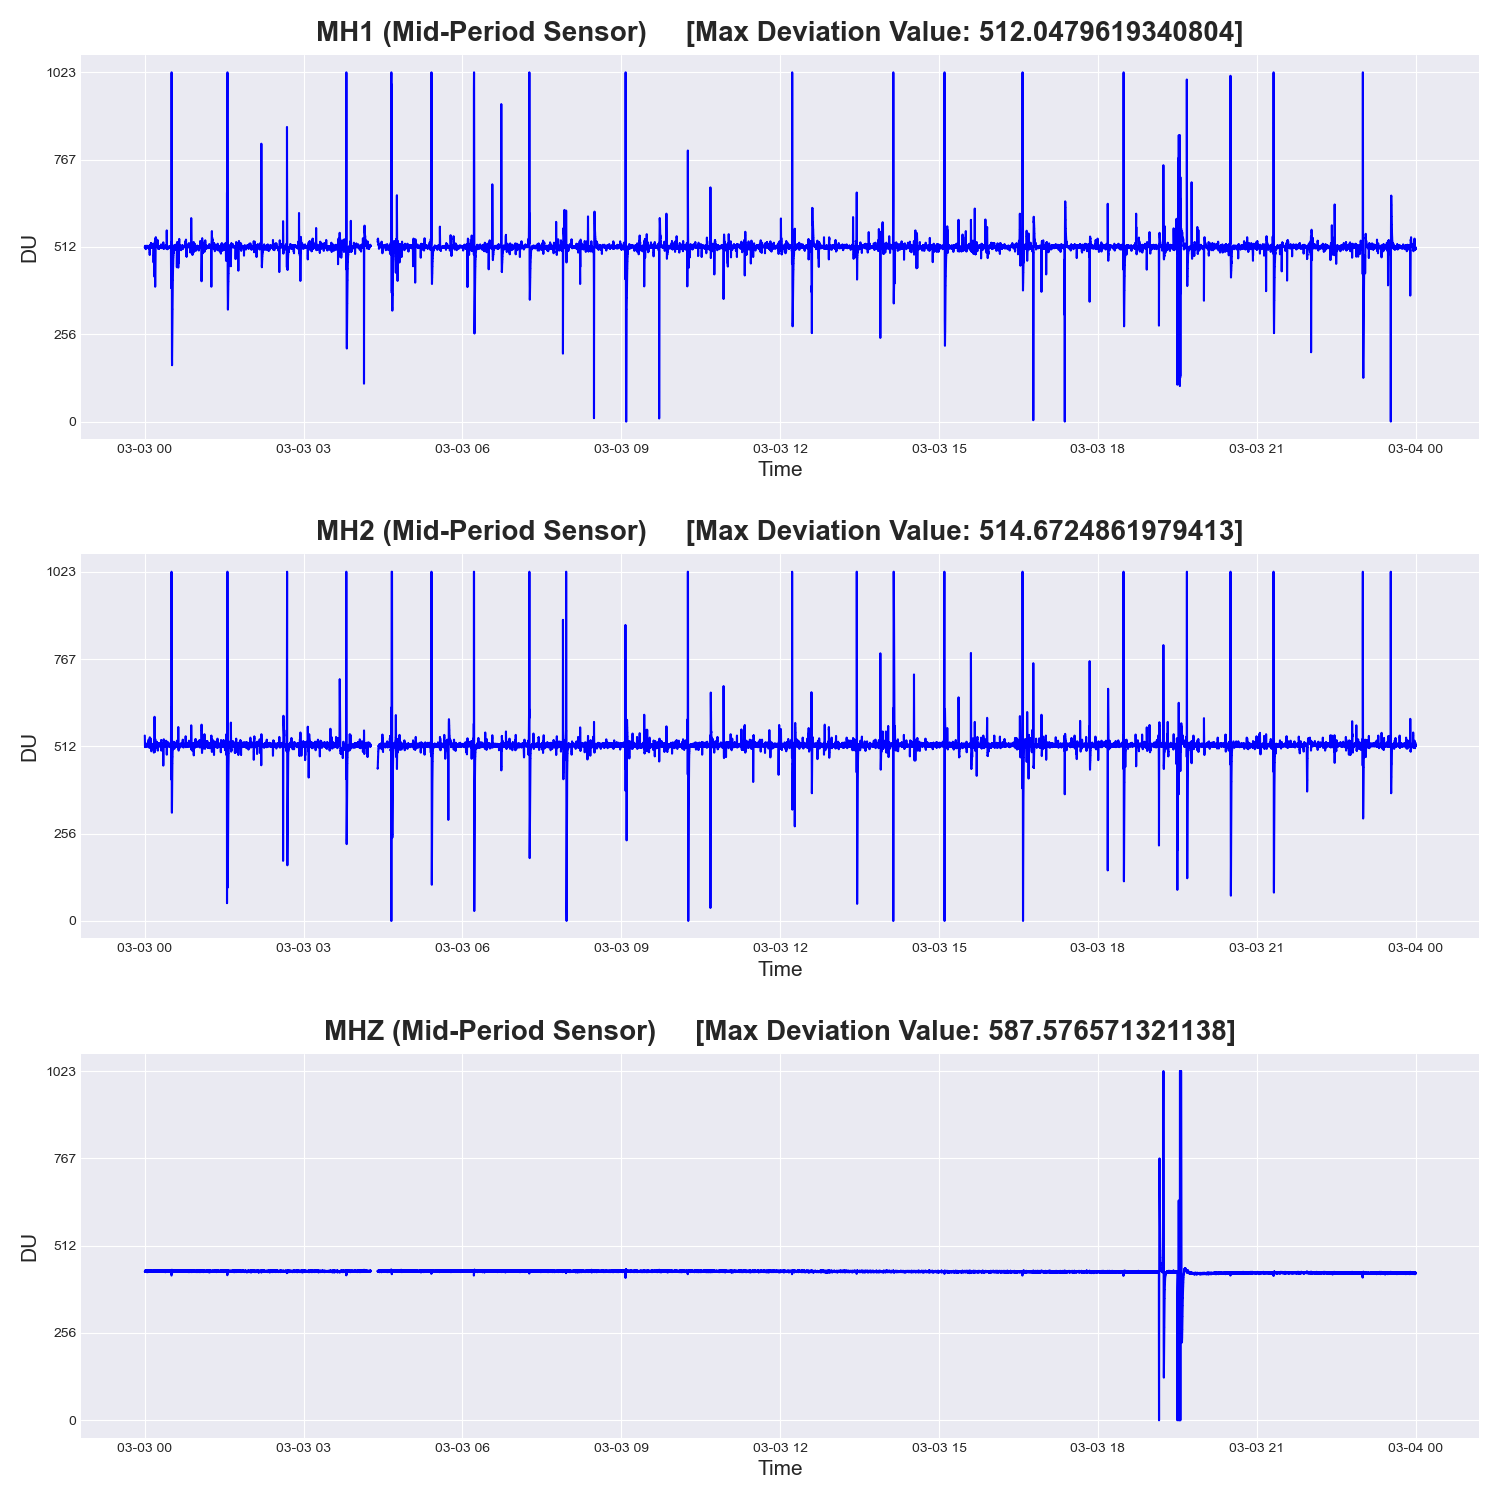 MH1 (Mid-Period Sensor) [Max Deviation Value: 512.0479619340804]
1023
767
512
256
0
DU
03-03 00 03-03 03 03-03 06 03-03 09 03-03 12 03-03 15 03-03 18 03-03 21 03-04 00
Time
MH2 (Mid-Period Sensor) [Max Deviation Value: 514.6724861979413]
1023
767
512
256
0
DU
03-03 00 03-03 03 03-03 06 03-03 09 03-03 12 03-03 15 03-03 18 03-03 21 03-04 00
Time
MHZ (Mid-Period Sensor) [Max Deviation Value: 587.576571321138]
1023
767
512
256
0
DU
03-03 00 03-03 03 03-03 06 03-03 09 03-03 12 03-03 15 03-03 18 03-03 21 03-04 00
Time